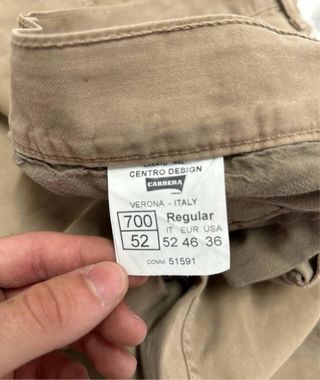 CENTRO DESIGN
CARRERA
VERONA - ITALY
700 Regular
IT EUR USA
52 52 46 36
COMM. 51591